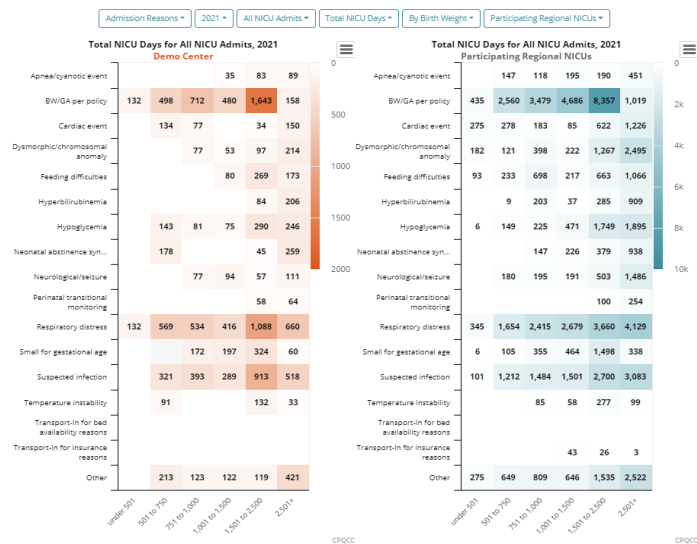 Admission Reasons
2021
All NICU Admits
Total NICU Days
By Birth Weight
Participating Regional NICUs
Total NICU Days for All NICU Admits, 2021
Demo Center
Apnea/cyanotic event 35 83 89
BW/GA per policy 132 498 712 480 1,643 158
Cardiac event 134 77 34 150
Dysmorphic/chromosomal
anomaly 77 53 97 214
Feeding difficulties 80 269 173
Hyperbilirubinemia 84 206
Hypoglycemia 143 81 75 290 246
Neonatal abstinence syn... 178 45 259
Neurological/seizure 77 94 57 111
Perinatal transitional
monitoring 58 64
Respiratory distress 132 569 534 416 1,088 660
Small for gestational age 172 197 324 60
Suspected infection 321 393 289 913 518
Temperature instability 91 132 33
Transport-In for bed
availability reasons
Transport-In for insurance
reasons
Other 213 123 122 119 421
under 501
501 to 750
751 to 1,000
1,001 to 1,500
1,501 to 2,500
2,501+
0
500
1000
1500
2000
CPQCC
Total NICU Days for All NICU Admits, 2021
Participating Regional NICUs
Apnea/cyanotic event 147 118 195 190 451
BW/GA per policy 435 2,560 3,479 4,686 8,357 1,019
Cardiac event 275 278 183 85 622 1,226
Dysmorphic/chromosomal
anomaly 182 121 398 222 1,267 2,495
Feeding difficulties 93 233 698 217 663 1,066
Hyperbilirubinemia 9 203 37 285 909
Hypoglycemia 6 149 225 471 1,749 1,895
Neonatal abstinence syn... 147 226 379 938
Neurological/seizure 180 195 191 503 1,486
Perinatal transitional
monitoring 100 254
Respiratory distress 345 1,654 2,415 2,679 3,660 4,129
Small for gestational age 6 105 355 464 1,498 338
Suspected infection 101 1,212 1,484 1,501 2,700 3,083
Temperature instability 85 58 277 99
Transport-In for bed
availability reasons
Transport-In for insurance
reasons 43 26 3
Other 275 649 809 646 1,535 2,522
under 501
501 to 750
751 to 1,000
1,001 to 1,500
1,501 to 2,500
2,501+
0
2k
4k
6k
8k
10k
CPQCC